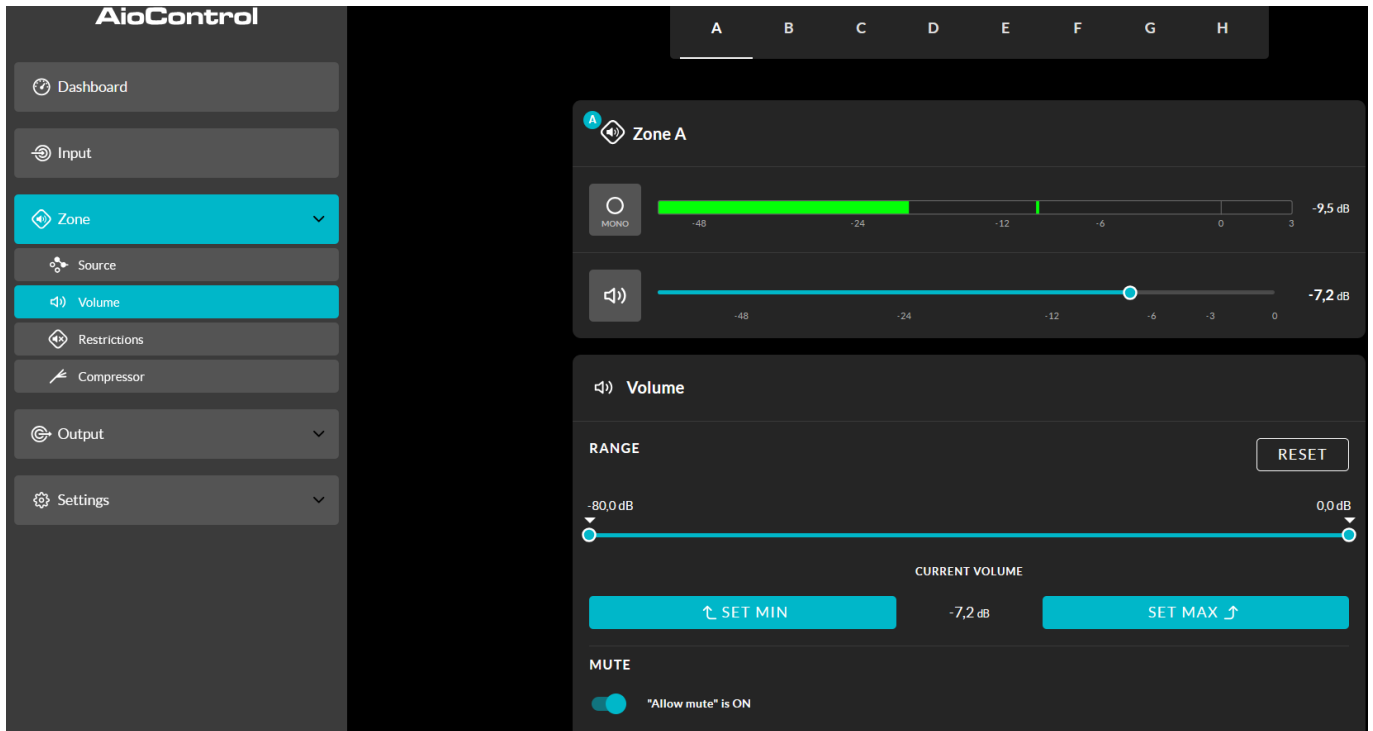 AioControl
Dashboard
Input
Zone
Source
Volume
Restrictions
Compressor
Output
Settings
A B C D E F G H
A Zone A
MONO
-48 -24 -12 -6 0 3
-9,5 dB
-48 -24 -12 -6 -3 0
-7,2 dB
Volume
RANGE
RESET
-80,0 dB 0,0 dB
CURRENT VOLUME
SET MIN -7,2 dB SET MAX
MUTE
"Allow mute" is ON